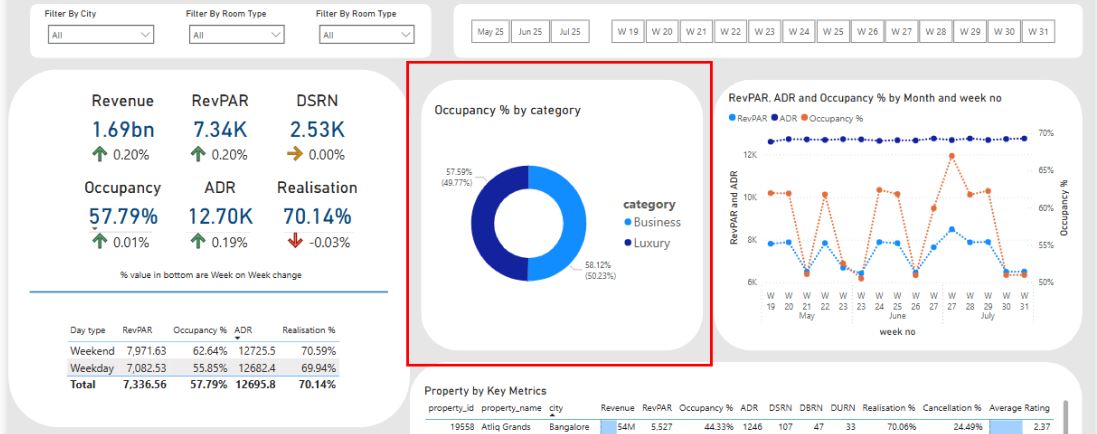 Filter By City
Filter By Room Type
Filter By Room Type
All
All
All
May 25 Jun 25 Jul 25
W 19 W 20 W 21 W 22 W 23 W 24 W 25 W 26 W 27 W 28 W 29 W 30 W 31
Revenue RevPAR DSRN
1.69bn 7.34K 2.53K
0.20% 0.20% 0.00%
Occupancy ADR Realisation
57.79% 12.70K 70.14%
0.01% 0.19% -0.03%
% value in bottom are Week on Week change
Day type RevPAR Occupancy % ADR Realisation %
Weekend 7,971.63 62.64% 12725.5 70.59%
Weekday 7,082.53 55.85% 12682.4 69.94%
Total 7,336.56 57.79% 12695.8 70.14%
Occupancy % by category
57.59%
(49.77%)
58.12%
(50.23%)
category
Business
Luxury
RevPAR, ADR and Occupancy % by Month and week no
RevPAR ADR Occupancy %
RevPAR and ADR
12K
8K
6K
70%
65%
60%
55%
50%
Occupancy %
W 19 W 20 W 21 W 22 W 23 W 23 W 24 W 25 W 26 W 27 W 27 W 28 W 29 W 30 W 31
May June July
week no
Property by Key Metrics
property_id property_name city Revenue RevPAR Occupancy % ADR DSRN DBRN DURN Realisation % Cancellation % Average Rating
19558 Atliq Grands Bangalore 54M 5,527 44.33% 1246 107 47 33 70.06% 24.49% 2.37